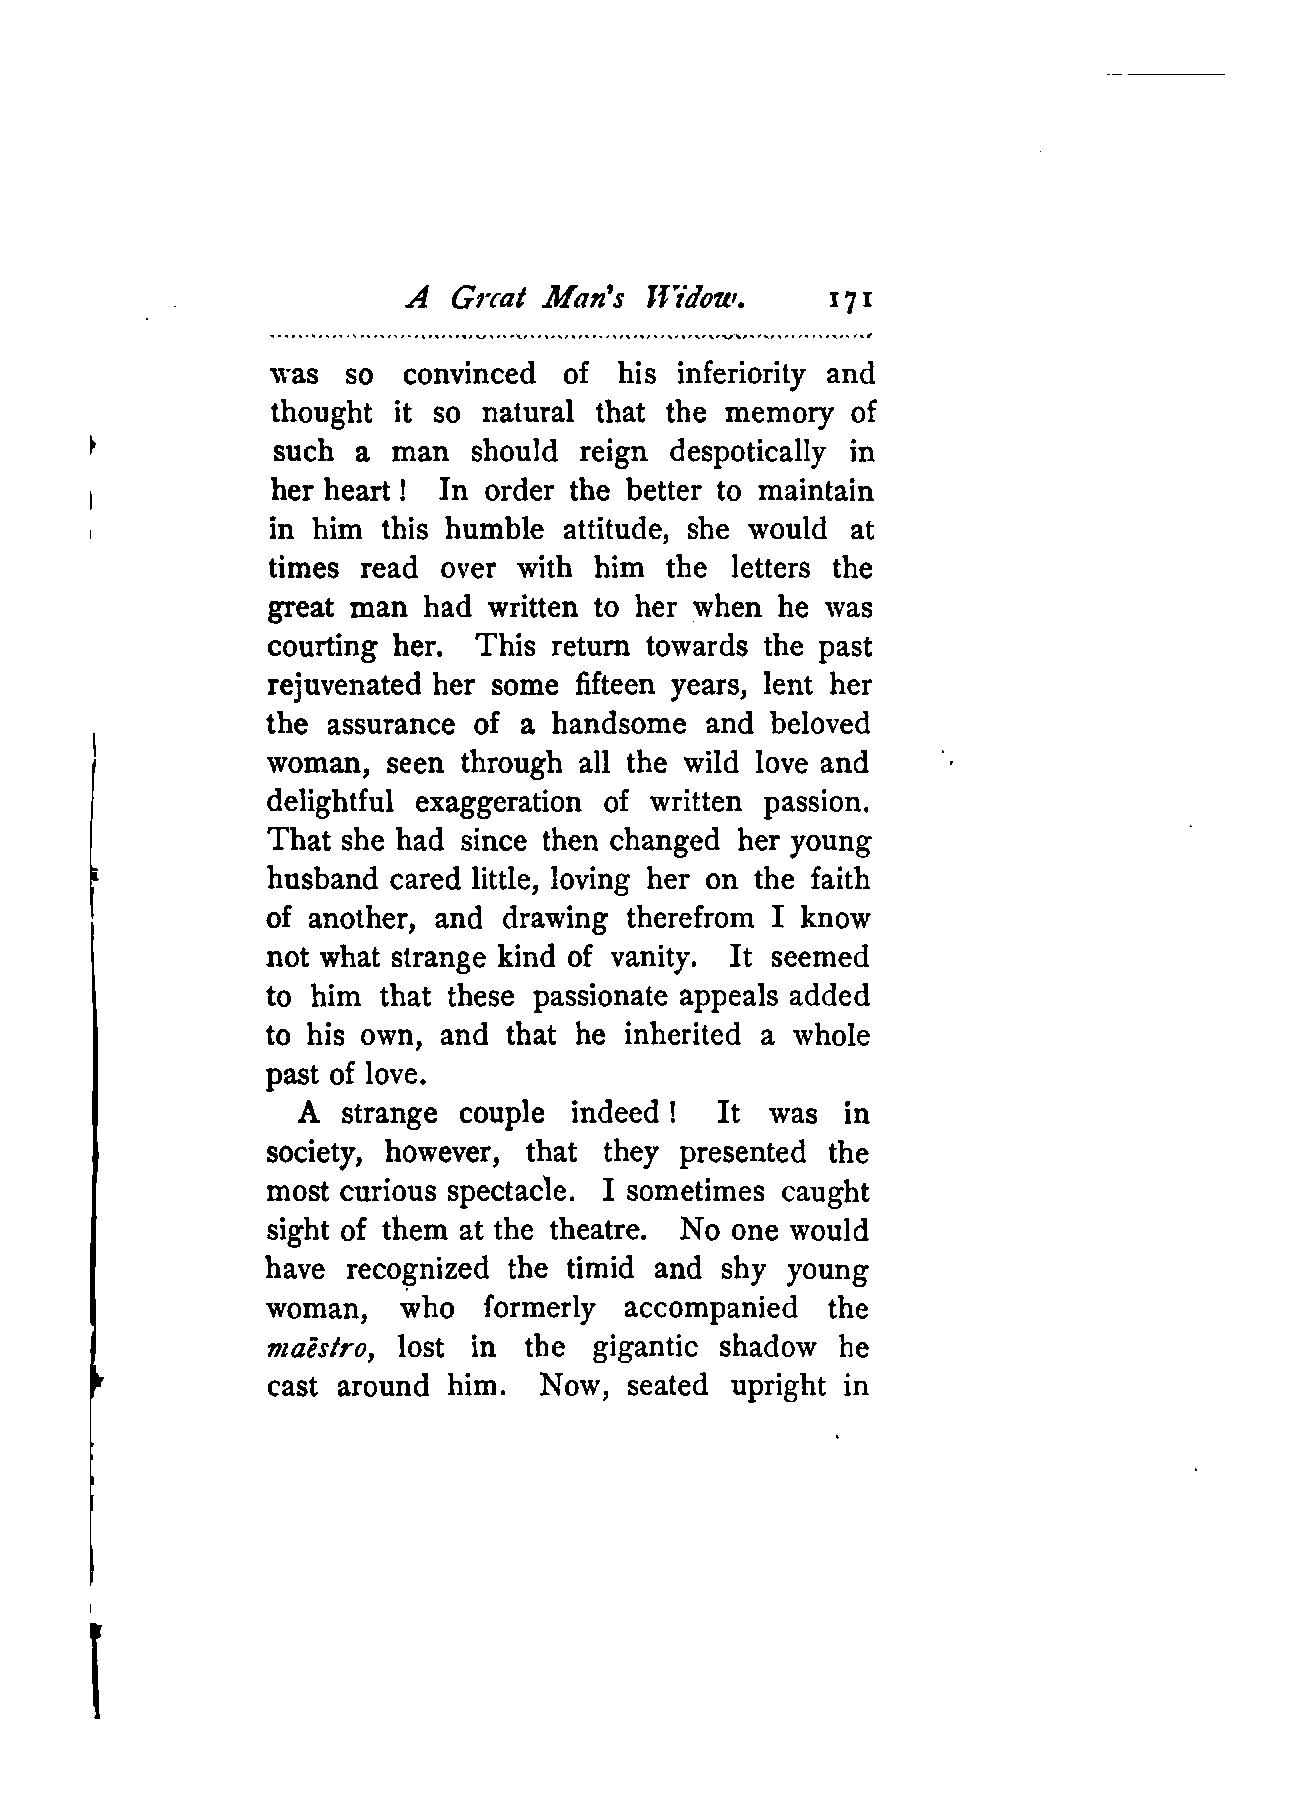 A Great Man's Widow. 171
was so convinced of his inferiority and
thought it so natural that the memory of
such a man should reign despotically in
her heart ! In order the better to maintain
in him this humble attitude, she would at
times read over with him the letters the
great man had written to her when he was
courting her. This return towards the past
rejuvenated her some fifteen years, lent her
the assurance of a handsome and beloved
woman, seen through all the wild love and
delightful exaggeration of written passion.
That she had since then changed her young
husband cared little, loving her on the faith
of another, and drawing therefrom I know
not what strange kind of vanity. It seemed
to him that these passionate appeals added
to his own, and that he inherited a whole
past of love.
A strange couple indeed ! It was in
society, however, that they presented the
most curious spectacle. I sometimes caught
sight of them at the theatre. No one would
have recognized the timid and shy young
woman, who formerly accompanied the
maëstro, lost in the gigantic shadow he
cast around him. Now, seated upright in